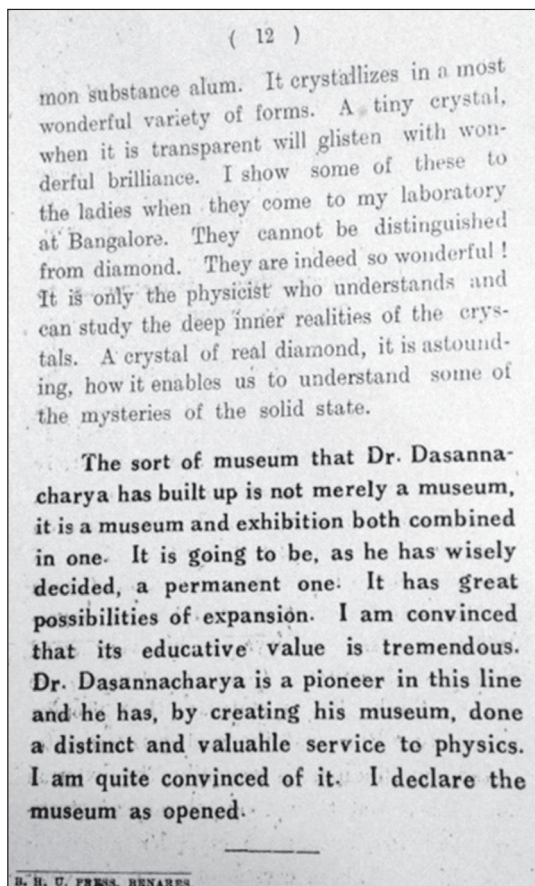 ( 12 )
mon substance alum. It crystallizes in a most
wonderful variety of forms. A tiny crystal,
when it is transparent will glisten with won-
derful brilliance. I show some of these to
the ladies when they come to my laboratory
at Bangalore. They cannot be distinguished
from diamond. They are indeed so wonderful !
It is only the physicist who understands and
can study the deep inner realities of the crys-
tals. A crystal of real diamond, it is astound-
ing, how it enables us to understand some of
the mysteries of the solid state.
The sort of museum that Dr. Dasanna-
charya has built up is not merely a museum,
it is a museum and exhibition both combined
in one. It is going to be, as he has wisely
decided, a permanent one. It has great
possibilities of expansion. I am convinced
that its educative value is tremendous.
Dr. Dasannacharya is a pioneer in this line
and he has, by creating his museum, done
a distinct and valuahle service to physics.
I am quite convinced of it. I declare the
museum as opened.
B. H. U. PRESS, BENARES